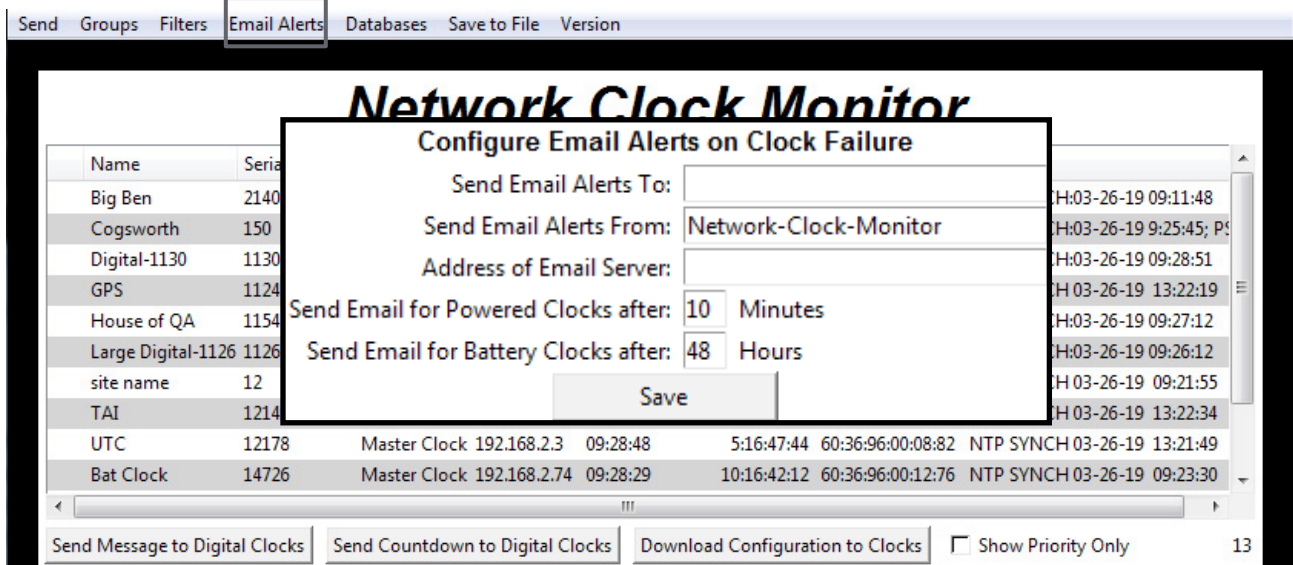 Send Groups Filters Email Alerts Databases Save to File Version
Network Clock Monitor
Configure Email Alerts on Clock Failure
Send Email Alerts To:
Send Email Alerts From: Network-Clock-Monitor
Address of Email Server:
Send Email for Powered Clocks after: 10 Minutes
Send Email for Battery Clocks after: 48 Hours
Save
Name Seria
Big Ben 2140 CH:03-26-19 09:11:48
Cogsworth 150 CH:03-26-19 9:25:45; PS
Digital-1130 1130 CH:03-26-19 09:28:51
GPS 1124 CH 03-26-19 13:22:19
House of QA 1154 CH:03-26-19 09:27:12
Large Digital-1126 1126 CH:03-26-19 09:26:12
site name 12 CH 03-26-19 09:21:55
TAI 1214 CH 03-26-19 13:22:34
UTC 12178 Master Clock 192.168.2.3 09:28:48 5:16:47:44 60:36:96:00:08:82 NTP SYNCH 03-26-19 13:21:49
Bat Clock 14726 Master Clock 192.168.2.74 09:28:29 10:16:42:12 60:36:96:00:12:76 NTP SYNCH 03-26-19 09:23:30
Send Message to Digital Clocks Send Countdown to Digital Clocks Download Configuration to Clocks Show Priority Only 13